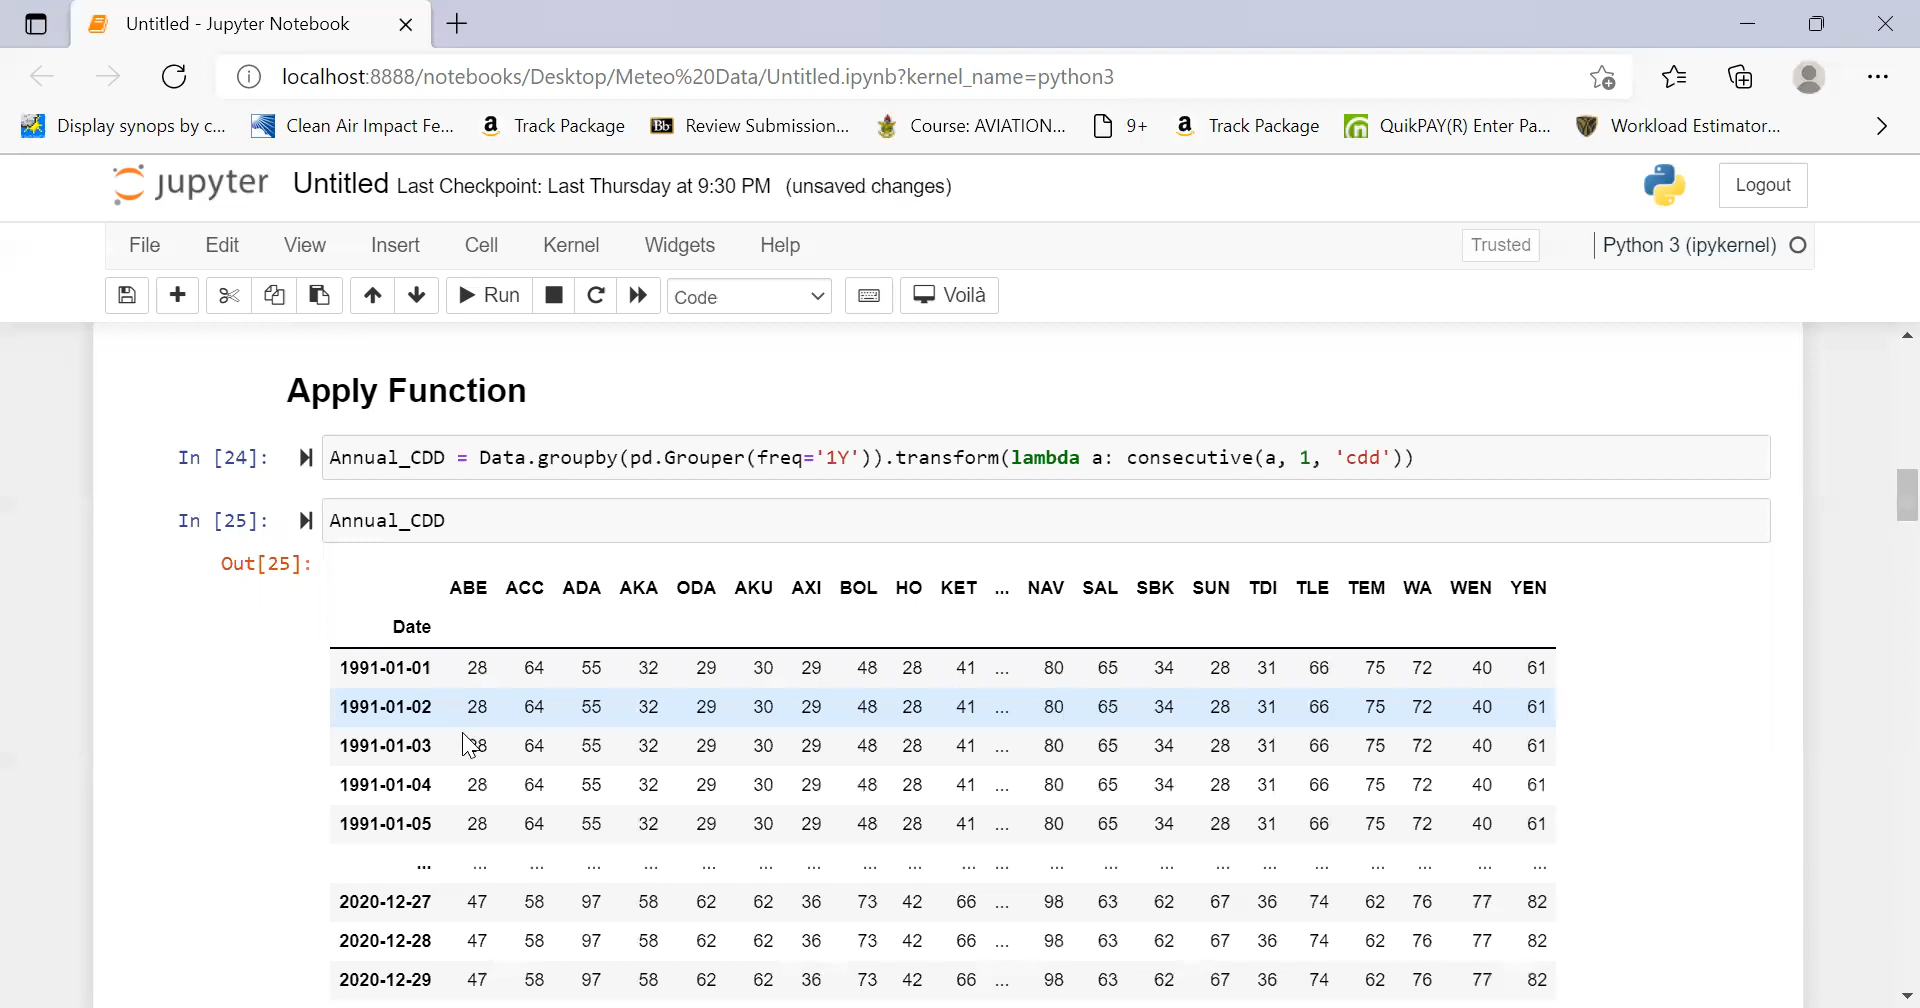 Untitled - Jupyter Notebook
localhost:8888/notebooks/Desktop/Meteo%20Data/Untitled.ipynb?kernel_name=python3
Display synops by c... Clean Air Impact Fe... Track Package Bb Review Submission... Course: AVIATION... 9+ Track Package QuikPAY(R) Enter Pa... Workload Estimator...
jupyter Untitled Last Checkpoint: Last Thursday at 9:30 PM (unsaved changes) Logout
File Edit View Insert Cell Kernel Widgets Help Trusted Python 3 (ipykernel)
Run Code Voilà
Apply Function
In [24]: Annual_CDD = Data.groupby(pd.Grouper(freq='1Y')).transform(lambda a: consecutive(a, 1, 'cdd'))
In [25]: Annual_CDD
Out[25]:
ABE ACC ADA AKA ODA AKU AXI BOL HO KET ... NAV SAL SBK SUN TDI TLE TEM WA WEN YEN
Date
1991-01-01 28 64 55 32 29 30 29 48 28 41 ... 80 65 34 28 31 66 75 72 40 61
1991-01-02 28 64 55 32 29 30 29 48 28 41 ... 80 65 34 28 31 66 75 72 40 61
1991-01-03 28 64 55 32 29 30 29 48 28 41 ... 80 65 34 28 31 66 75 72 40 61
1991-01-04 28 64 55 32 29 30 29 48 28 41 ... 80 65 34 28 31 66 75 72 40 61
1991-01-05 28 64 55 32 29 30 29 48 28 41 ... 80 65 34 28 31 66 75 72 40 61
... ... ... ... ... ... ... ... ... ... ... ... ... ... ... ... ... ... ... ... ... ...
2020-12-27 47 58 97 58 62 62 36 73 42 66 ... 98 63 62 67 36 74 62 76 77 82
2020-12-28 47 58 97 58 62 62 36 73 42 66 ... 98 63 62 67 36 74 62 76 77 82
2020-12-29 47 58 97 58 62 62 36 73 42 66 ... 98 63 62 67 36 74 62 76 77 82